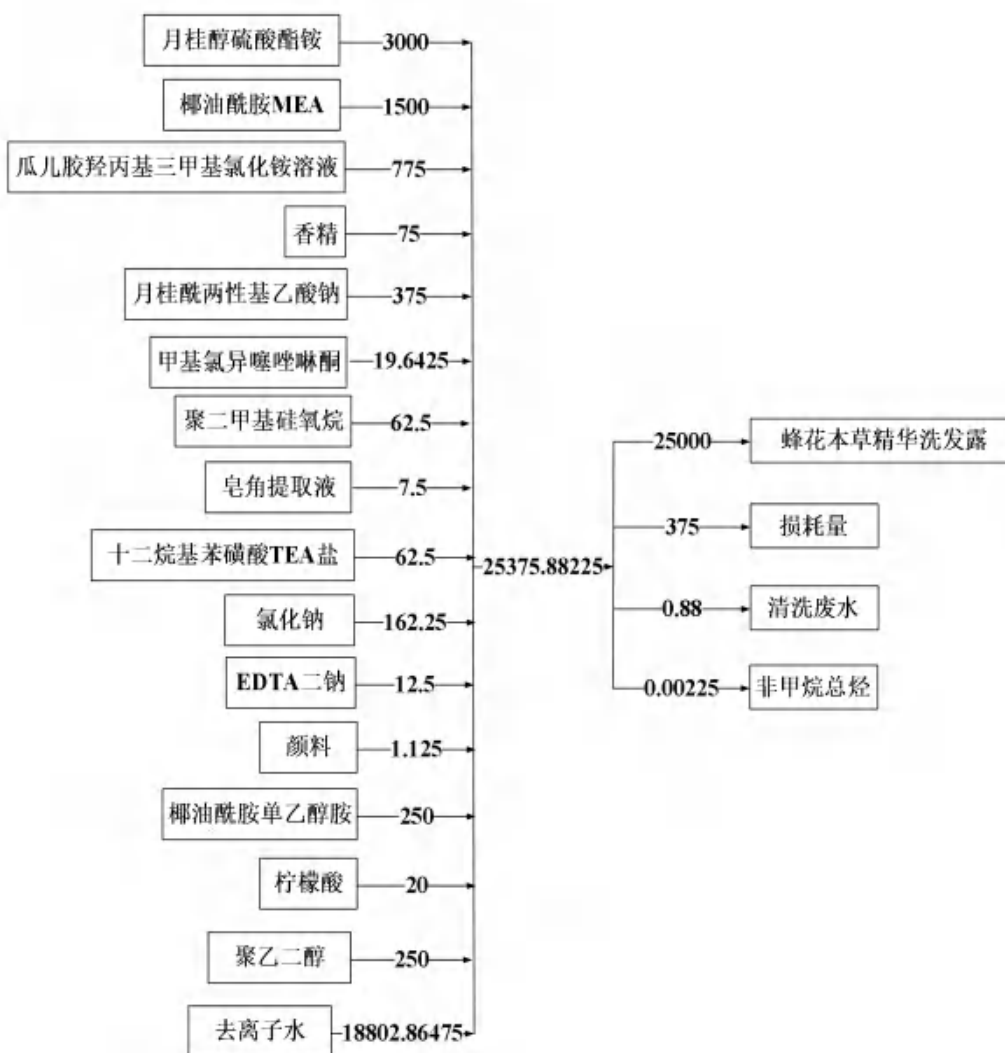 月桂醇硫酸酯铵 3000
椰油酰胺MEA 1500
瓜儿胶羟丙基三甲基氯化铵溶液 775
香精 75
月桂酰两性基乙酸钠 375
甲基氯异噻唑啉酮 19.6425
聚二甲基硅氧烷 62.5
皂角提取液 7.5
十二烷基苯磺酸TEA盐 62.5
氯化钠 162.25
EDTA二钠 12.5
颜料 1.125
椰油酰胺单乙醇胺 250
柠檬酸 20
聚乙二醇 250
去离子水 18802.86475
25375.88225
25000 蜂花本草精华洗发露
375 损耗量
0.88 清洗废水
0.00225 非甲烷总烃